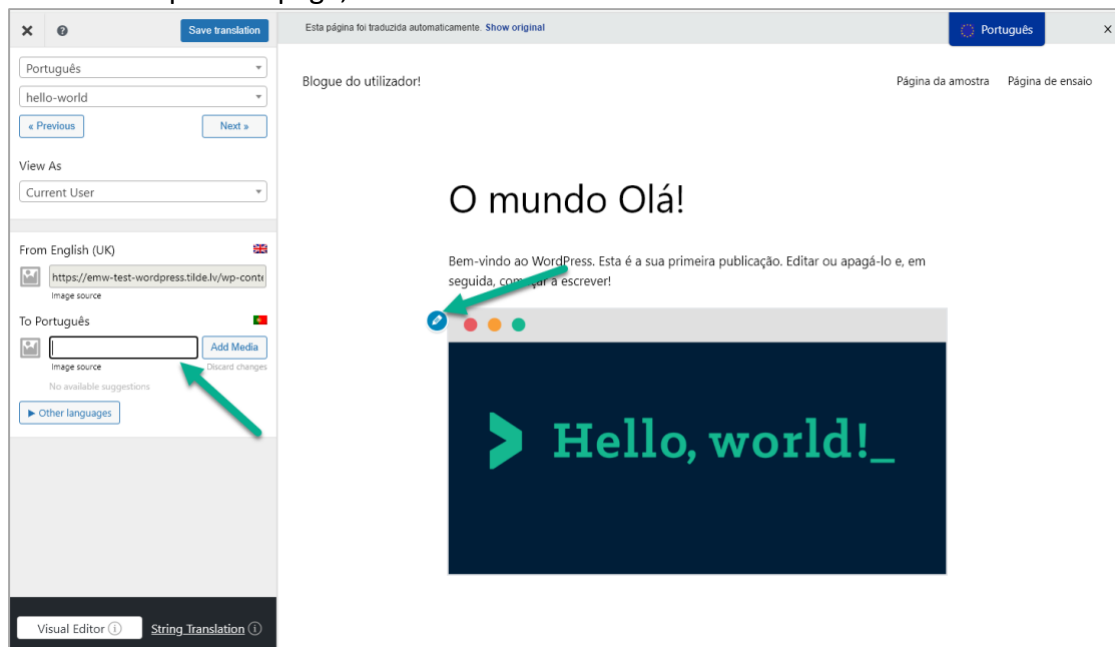 Save translation
Português
hello-world
« Previous
Next »
View As
Current User
From English (UK)
https://emw-test-wordpress.tilde.lv/wp-conte
Image source
To Português
Add Media
Image source
Discard changes
No available suggestions
▶ Other languages
Visual Editor
String Translation
Esta página foi traduzida automaticamente. Show original
Português
Blogue do utilizador!
Página da amostra
Página de ensaio
O mundo Olá!
Bem-vindo ao WordPress. Esta é a sua primeira publicação. Editar ou apagá-lo e, em
seguida, começar a escrever!
Hello, world!_